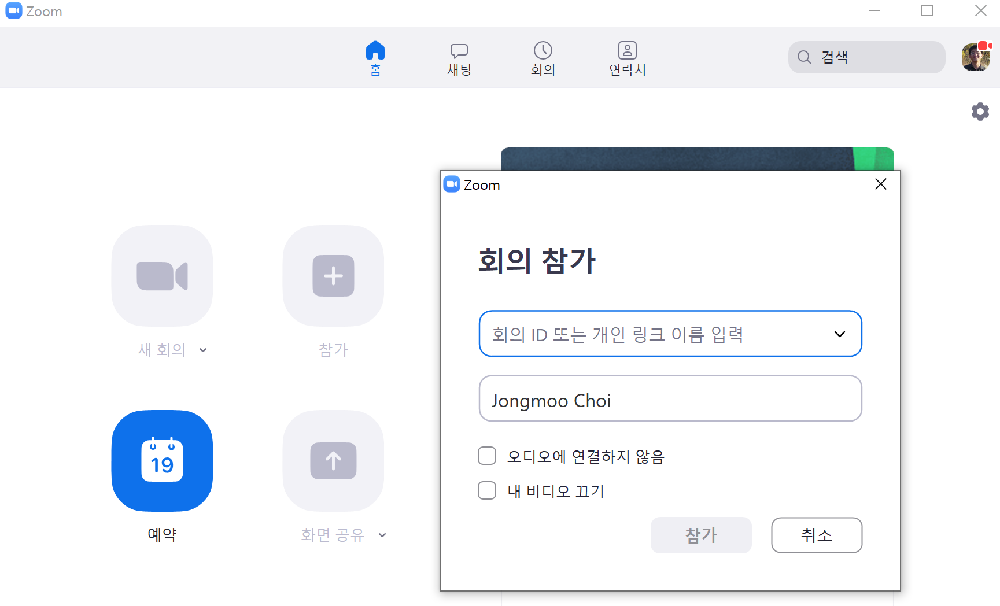 Zoom
홈
채팅
회의
연락처
검색
새 회의
참가
19
예약
화면 공유
Zoom
회의 참가
회의 ID 또는 개인 링크 이름 입력
Jongmoo Choi
오디오에 연결하지 않음
내 비디오 끄기
참가
취소